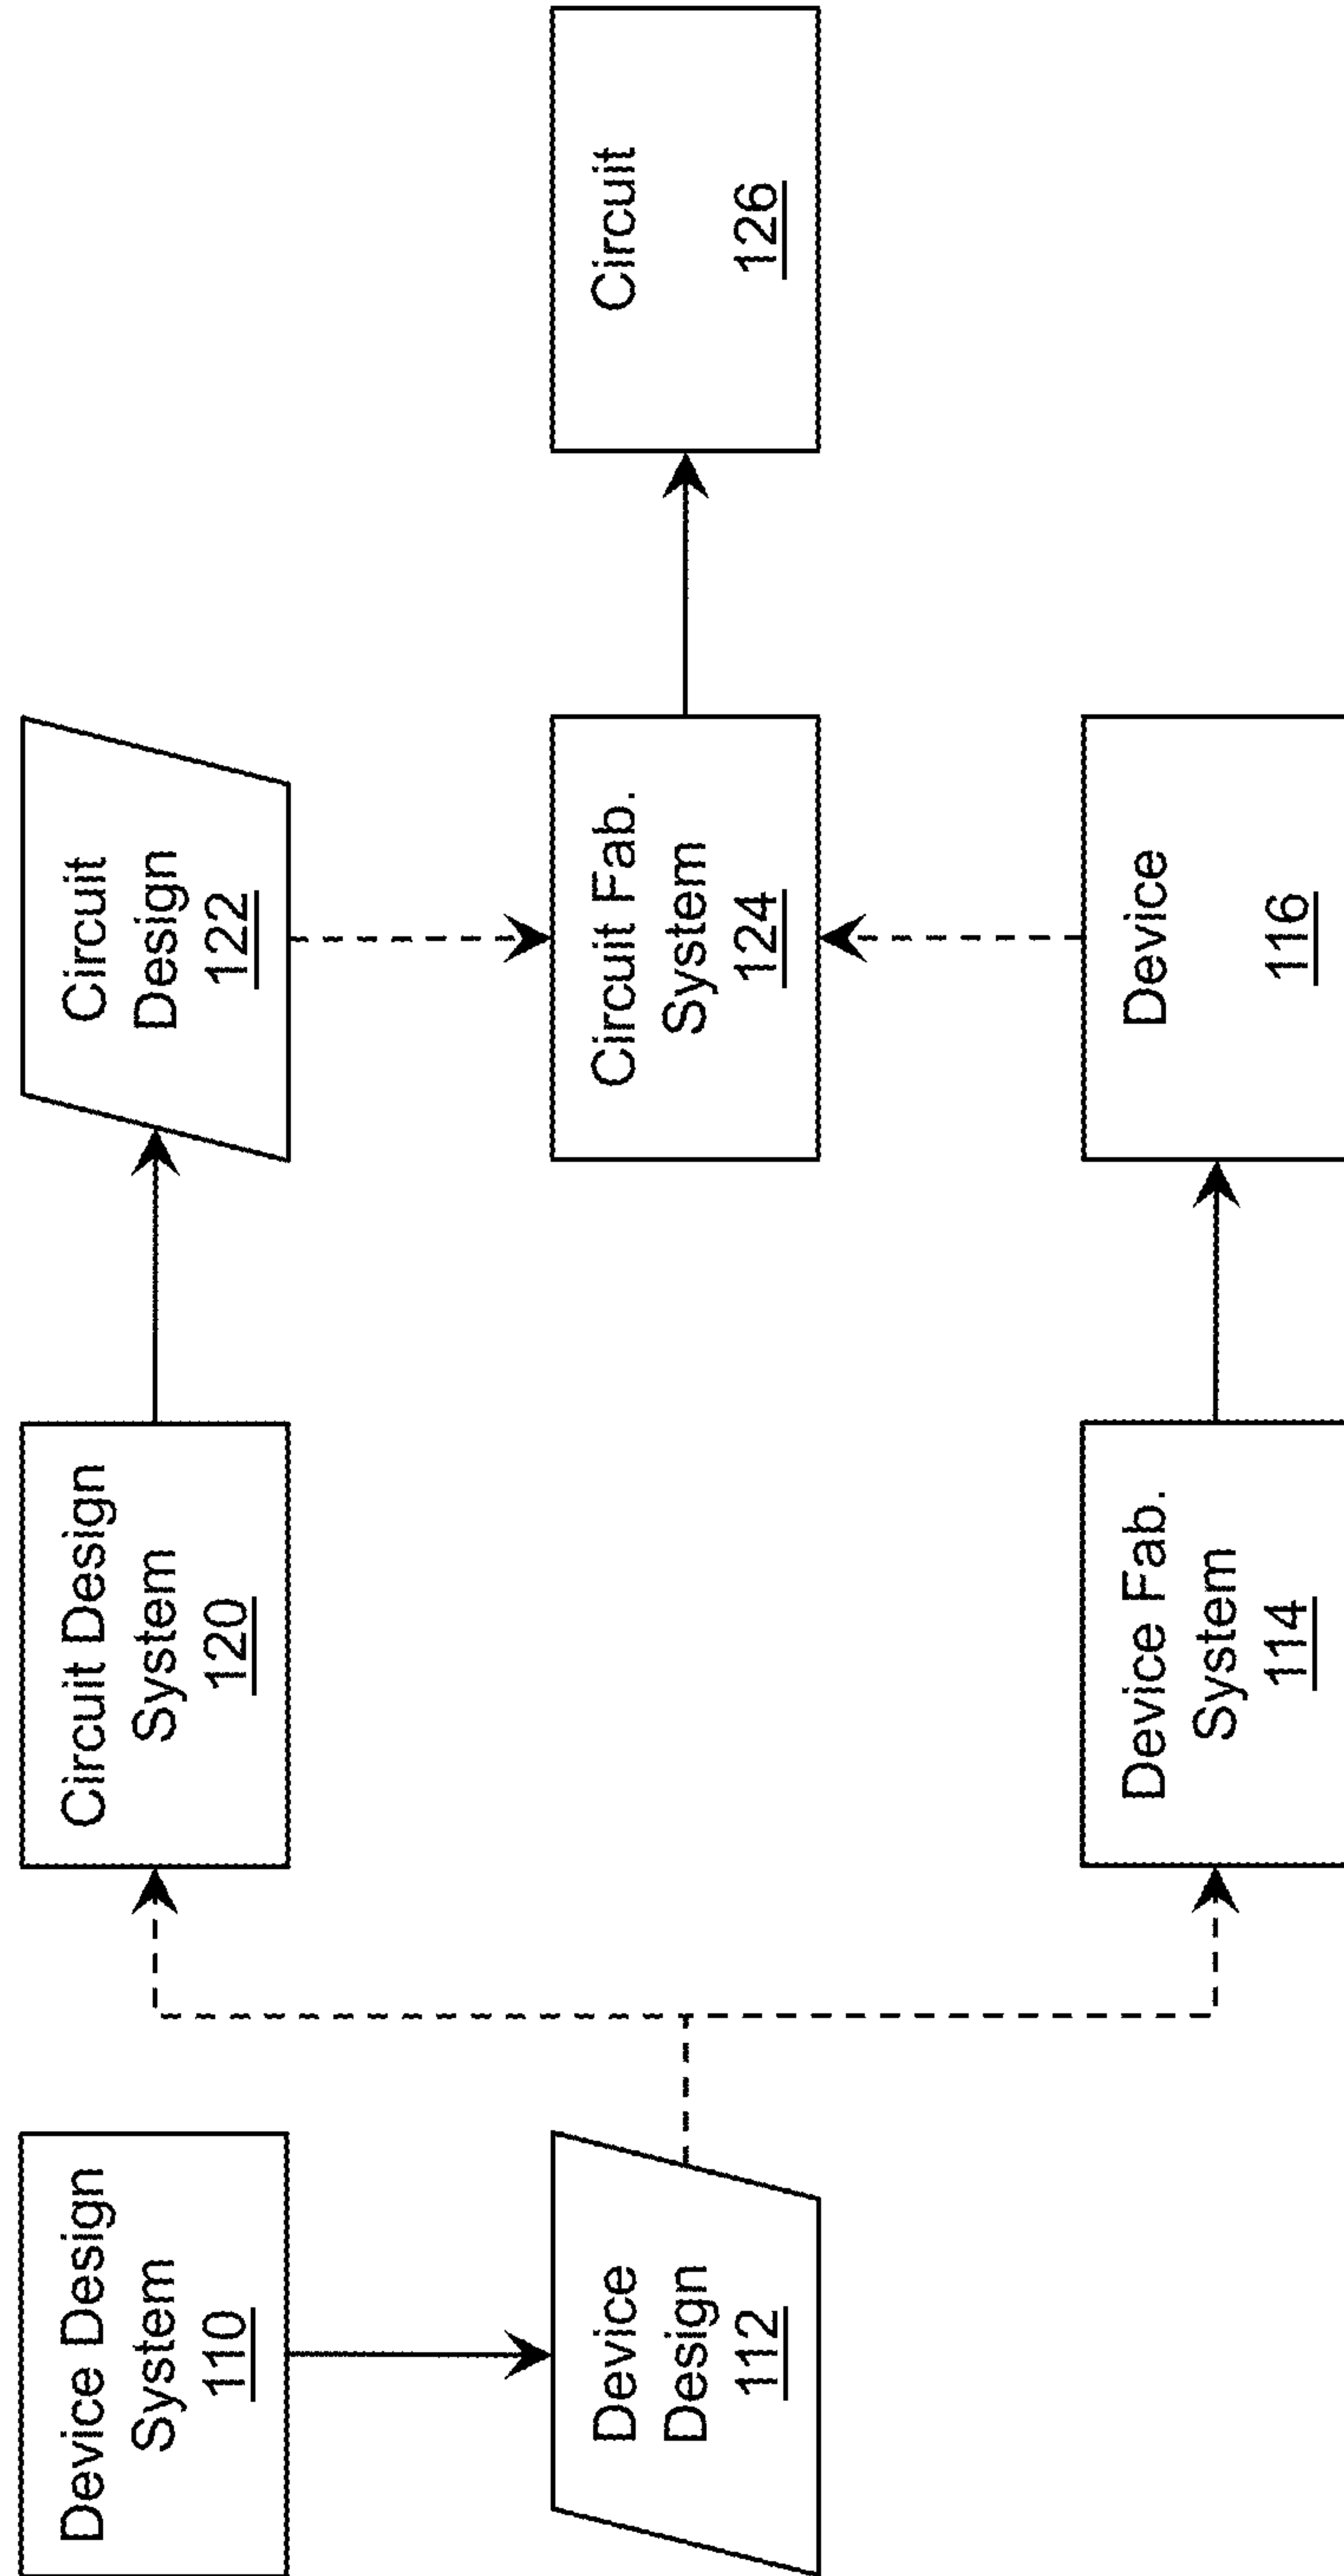 Device Design
System
110
Device
Design
112
Circuit Design
System
120
Device Fab.
System
114
Circuit
Design
122
Circuit Fab.
System
124
Device
116
Circuit
126